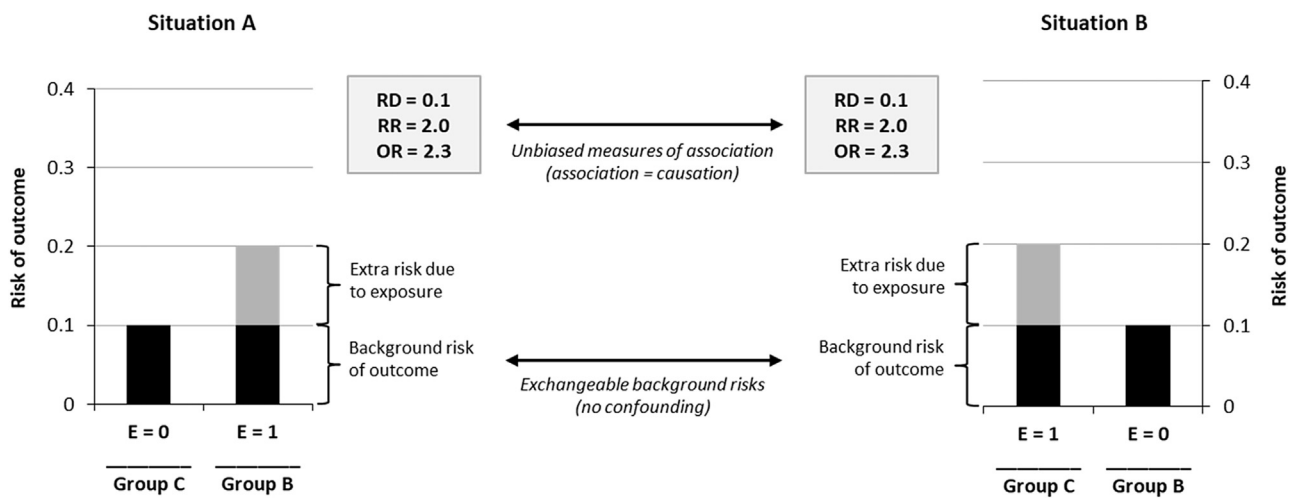 Situation A
0.4
0.3
0.2
0.1
0
Risk of outcome
E = 0
E = 1
Group C
Group B
RD = 0.1
RR = 2.0
OR = 2.3
Extra risk due
to exposure
Background risk
of outcome
Unbiased measures of association
(association = causation)
Exchangeable background risks
(no confounding)
Situation B
RD = 0.1
RR = 2.0
OR = 2.3
Extra risk due
to exposure
Background risk
of outcome
0.4
0.3
0.2
0.1
0
Risk of outcome
E = 1
E = 0
Group C
Group B